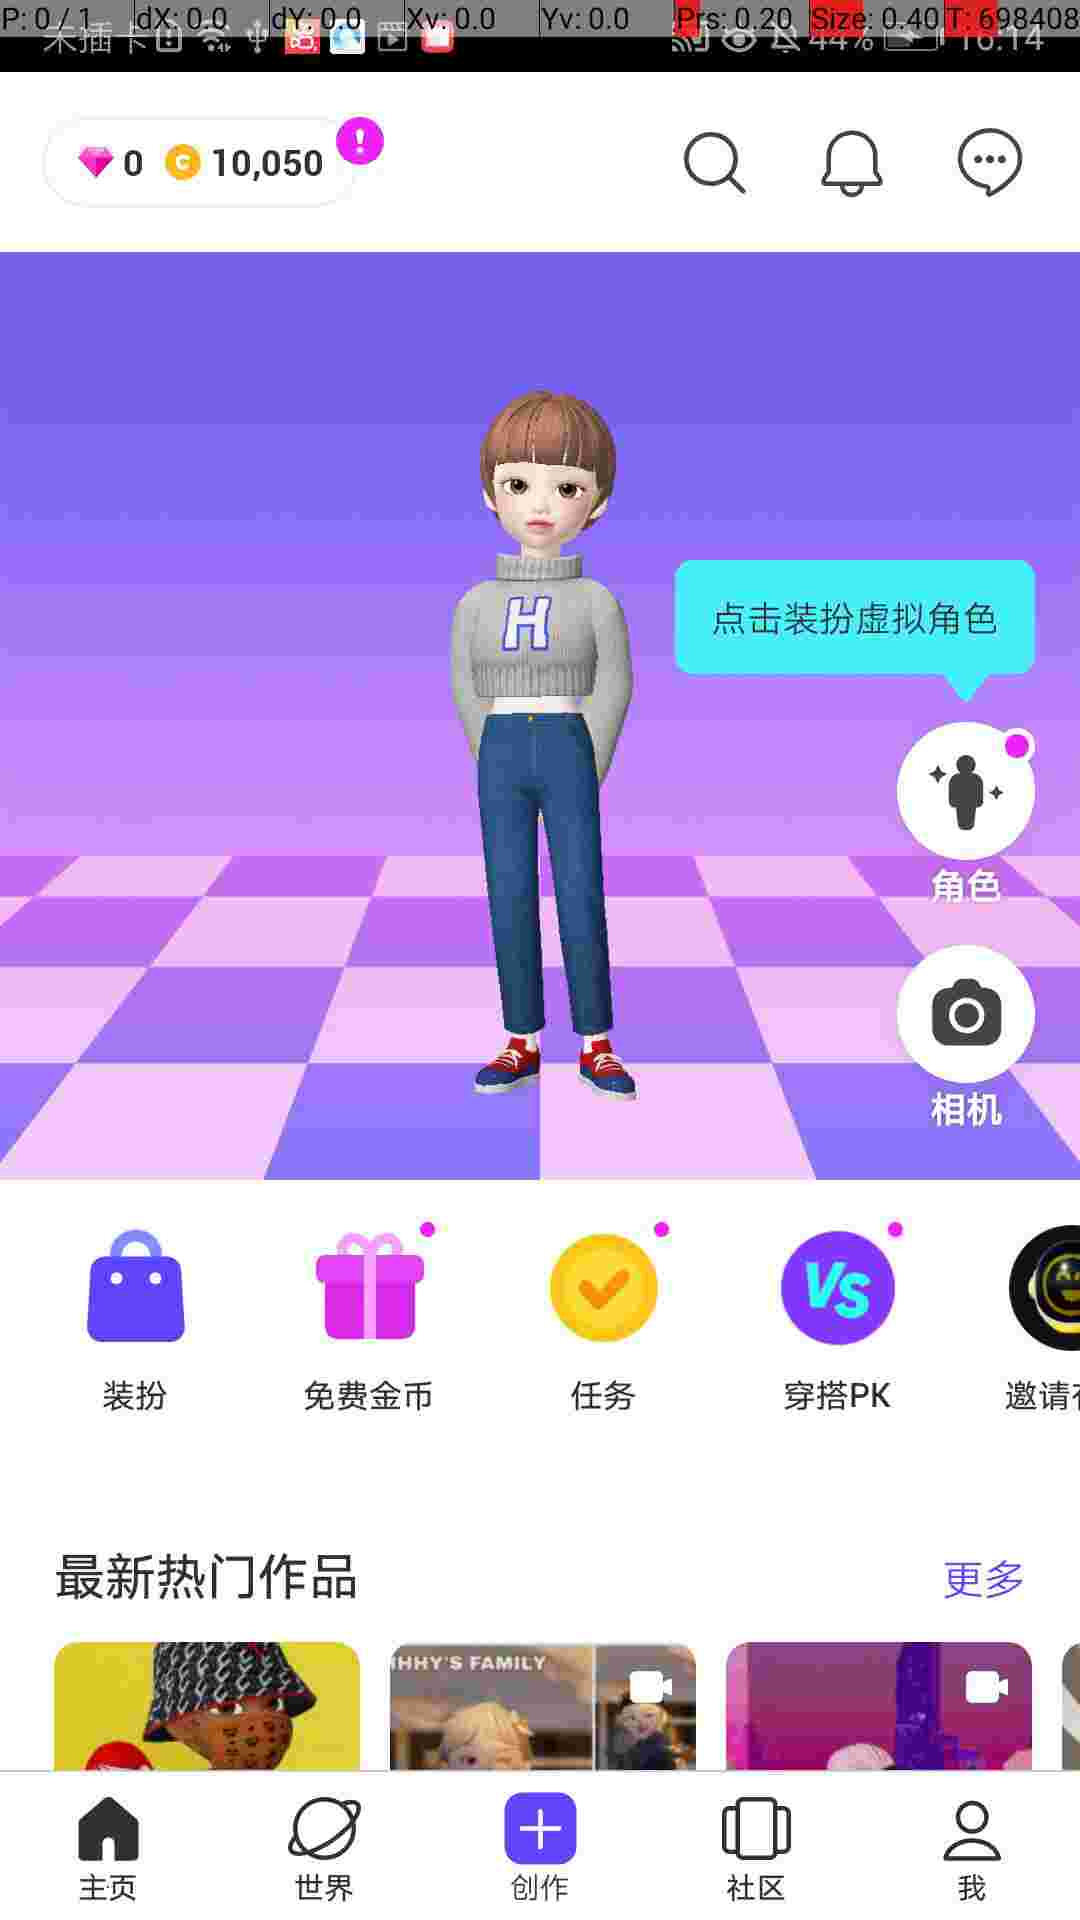 P: 0 / 1 dX: 0.0 dY: 0.0 Xv: 0.0 Yv: 0.0 Prs: 0.20 Size: 0.40 T: 698408
未插卡 44% 16:14
0 C 10,050 !
H
点击装扮虚拟角色
角色
相机
VS
装扮 免费金币 任务 穿搭PK 邀请
最新热门作品 更多
HHY'S FAMILY
主页 世界 创作 社区 我